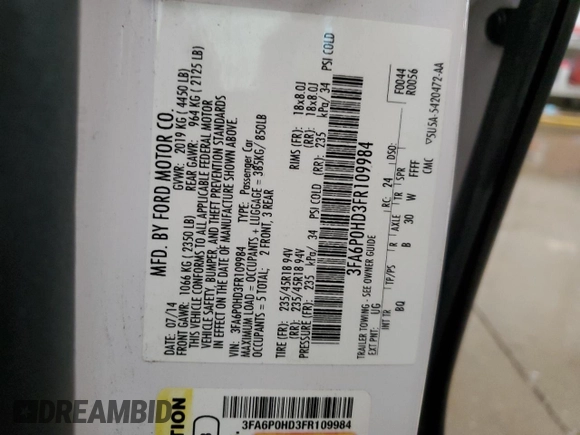 MFD. BY FORD MOTOR CO.
DATE: 07/14 GVWR: 2019 KG ( 4450 LB)
FRONT GAWR: 1066 KG ( 2350 LB) REAR GAWR: 964 KG ( 2125 LB)
THIS VEHICLE CONFORMS TO ALL APPLICABLE FEDERAL MOTOR
VEHICLE SAFETY, BUMPER, AND THEFT PREVENTION STANDARDS
IN EFFECT ON THE DATE OF MANUFACTURE SHOWN ABOVE.
VIN: 3FA6P0HD3FR109984 TYPE: Passenger Car
MAXIMUM LOAD = OCCUPANTS + LUGGAGE = 385KG/ 850LB
OCCUPANTS = 5 TOTAL: 2 FRONT, 3 REAR
TIRE (FR): 235/45R18 94V RIMS (FR): 18x8.0J
(RR): 235/45R18 94V (RR): 18x8.0J
PRESSURE (FR): 235 kPa/ 34 PSI COLD (RR): 235 kPa/ 34 PSI COLD
3FA6P0HD3FR109984
TRAILER TOWING - SEE OWNER GUIDE F0044
EXT PNT: UG RC: 24 DSO: R0056
INT TR TP/PS R AXLE TR SPR
BQ B 30 W FFFF
CMC 5U5A-5420472-AA
3FA6P0HD3FR109984
DREAMBID.COM